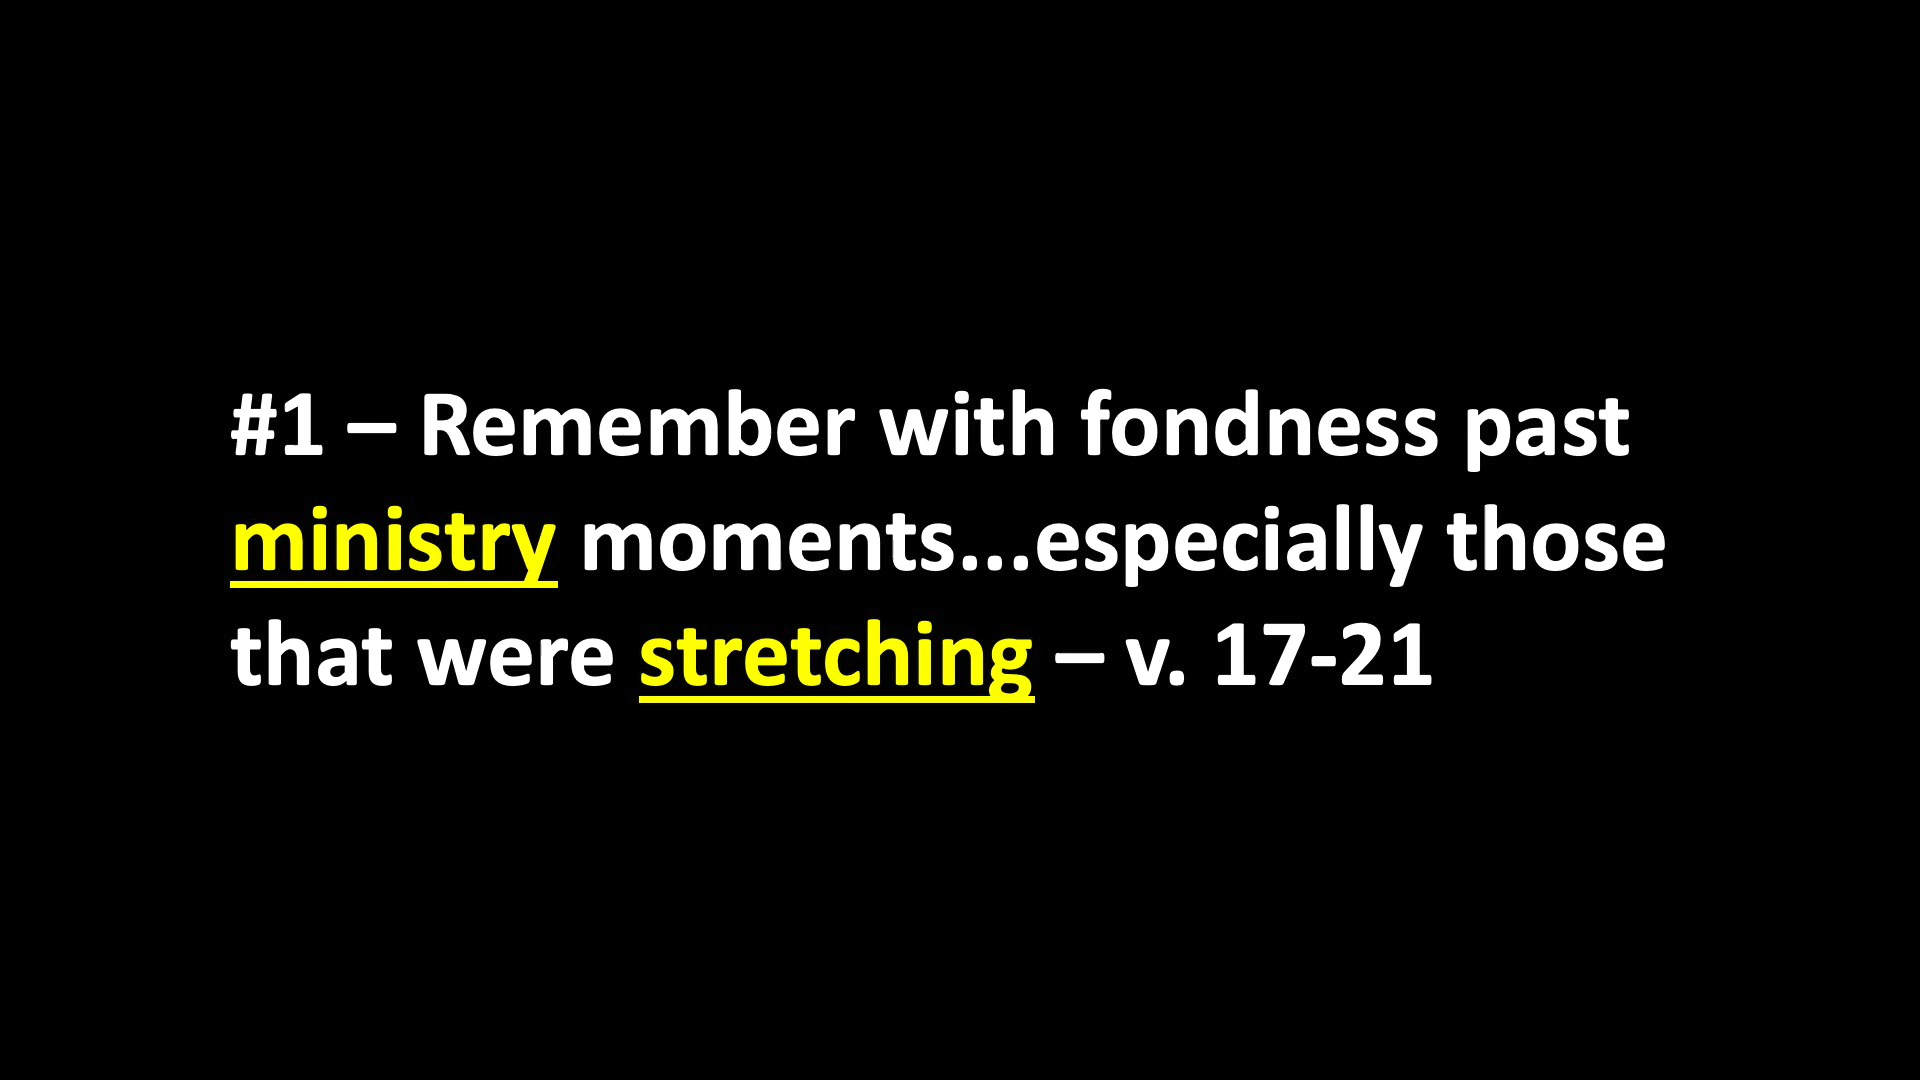 #1 – Remember with fondness past
ministry moments...especially those
that were stretching – v. 17-21